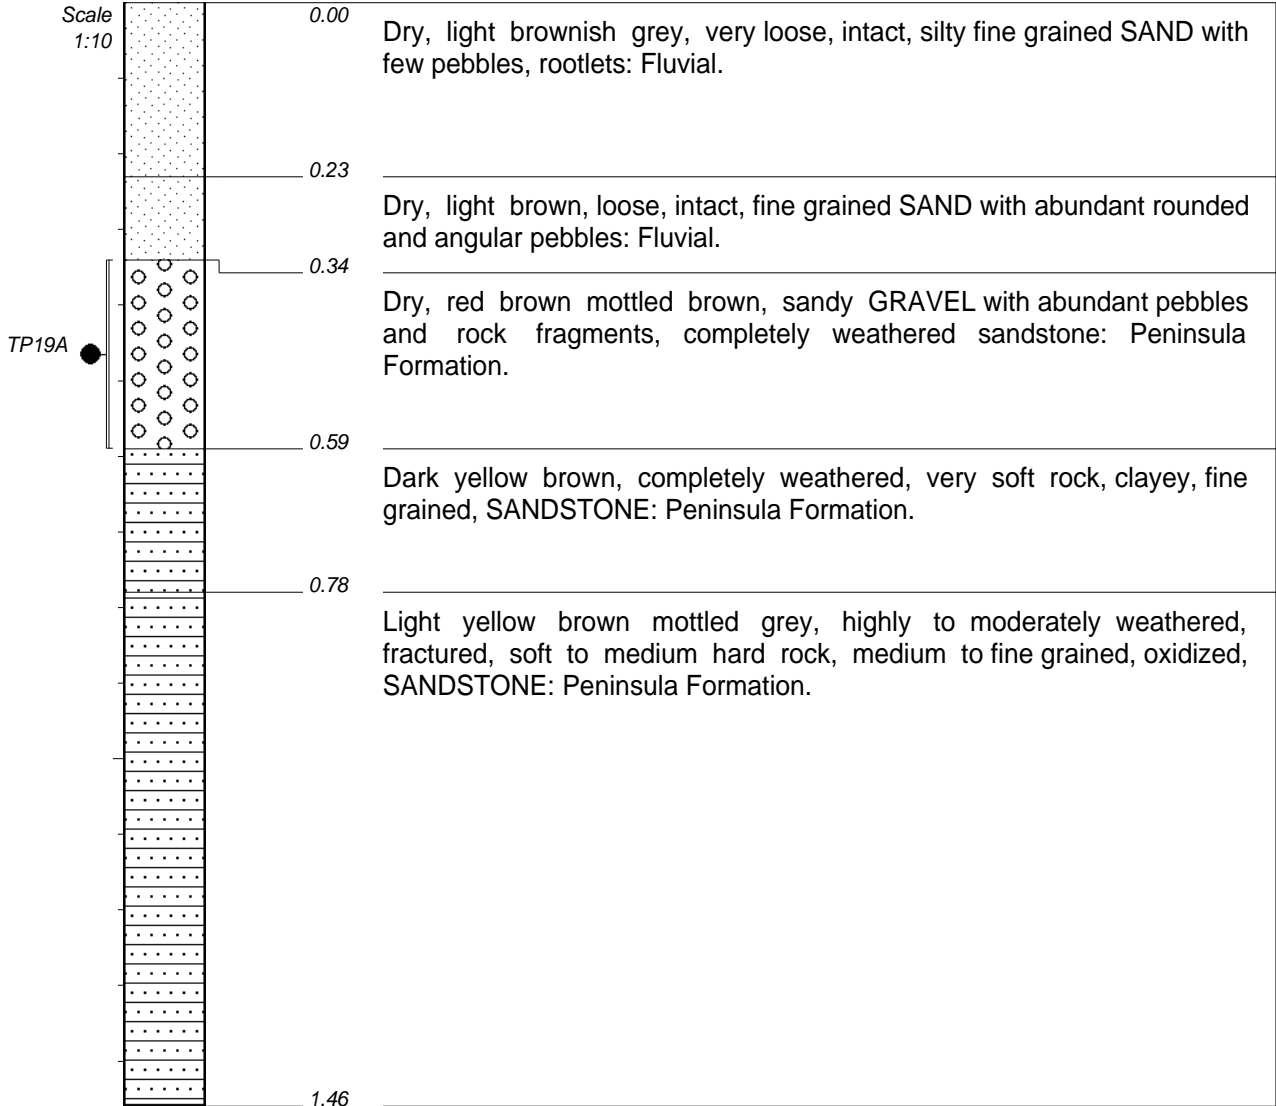 Scale
1:10
0.00
Dry, light brownish grey, very loose, intact, silty fine grained SAND with
few pebbles, rootlets: Fluvial.
0.23
Dry, light brown, loose, intact, fine grained SAND with abundant rounded
and angular pebbles: Fluvial.
0.34
Dry, red brown mottled brown, sandy GRAVEL with abundant pebbles
and rock fragments, completely weathered sandstone: Peninsula
Formation.
TP19A
0.59
Dark yellow brown, completely weathered, very soft rock, clayey, fine
grained, SANDSTONE: Peninsula Formation.
0.78
Light yellow brown mottled grey, highly to moderately weathered,
fractured, soft to medium hard rock, medium to fine grained, oxidized,
SANDSTONE: Peninsula Formation.
1.46